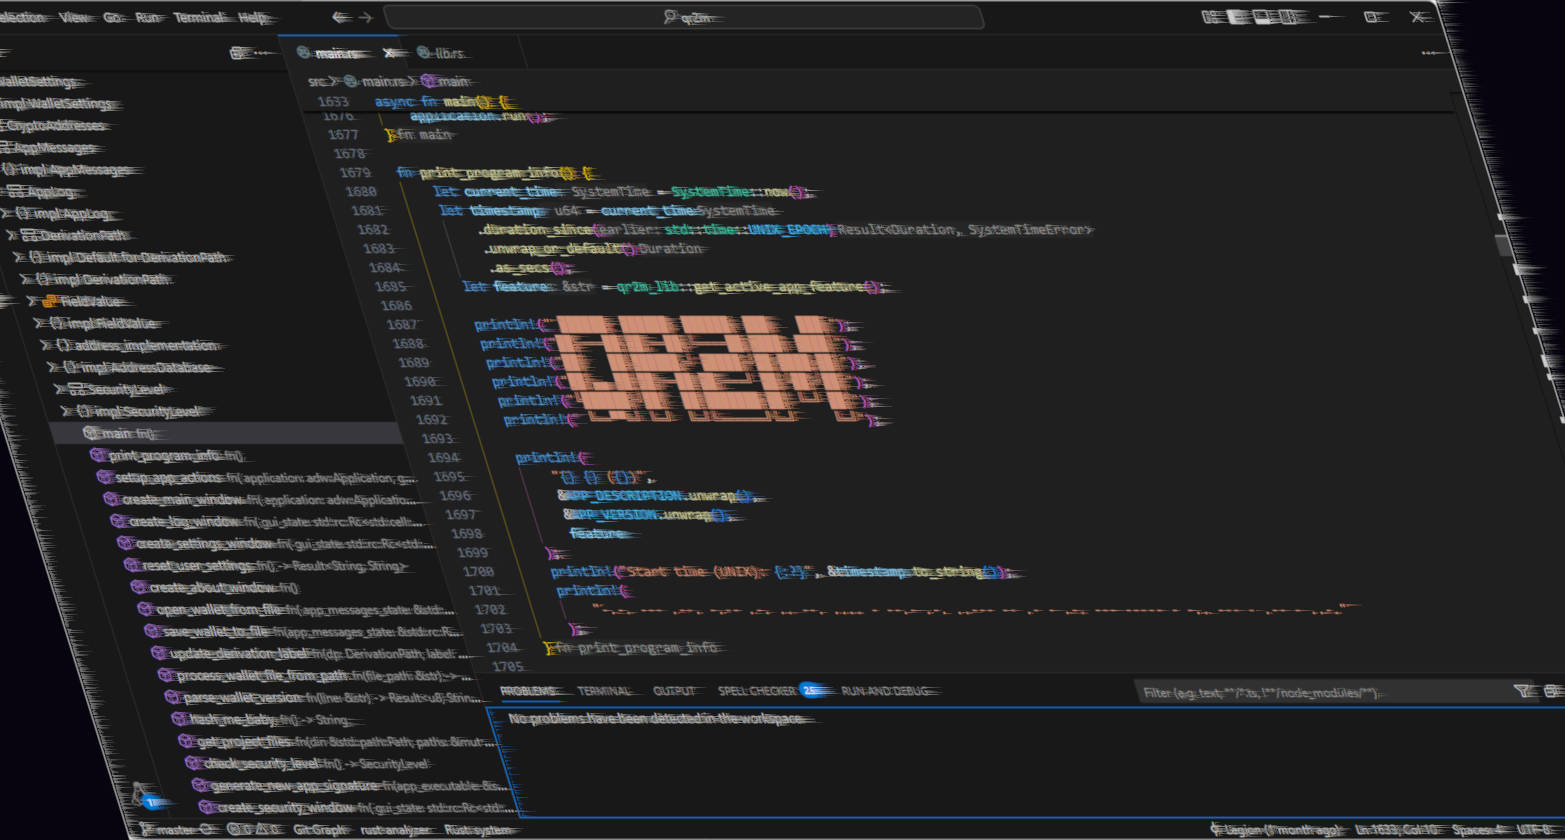 election View Go Run Terminal Help
qr2m
main.rs
lib.rs
src > main.rs > main
WalletSettings
impl WalletSettings
CryptoAddresses
AppMessages
{} impl AppMessages
AppLog
{} impl AppLog
DerivationPath
{} impl Default for DerivationPath
{} impl DerivationPath
FieldValue
{} impl FieldValue
{} address_implementation
{} impl AddressDatabase
SecurityLevel
{} impl SecurityLevel
main fn()
print_program_info fn()
setup_app_actions fn(application: adw::Application, g...
create_main_window fn(application: adw::Applicatio...
create_log_window fn(gui_state: std::rc::Rc<std::cell:...
create_settings_window fn(gui_state: std::rc::Rc<std:...
reset_user_settings fn() -> Result<String, String>
create_about_window fn()
open_wallet_from_file fn(app_messages_state: &std:...
save_wallet_to_file fn(app_messages_state: &std::rc::R...
update_derivation_label fn(dp: DerivationPath, label: ...
process_wallet_file_from_path fn(file_path: &str) -> ...
parse_wallet_version fn(line: &str) -> Result<u8, Strin...
hash_me_baby fn() -> String
get_project_files fn(dir: &std::path::Path, paths: &mut ...
check_security_level fn() -> SecurityLevel
generate_new_app_signature fn(app_executable: &s...
create_security_window fn(gui_state: std::rc::Rc<std:...
1633 async fn main() {
1676 application.run();
1677 } fn main
1678
1679 fn print_program_info() {
1680 let current_time: SystemTime = SystemTime::now();
1681 let timestamp: u64 = current_time SystemTime
1682 .duration_since(earlier: std::time::UNIX_EPOCH) Result<Duration, SystemTimeError>
1683 .unwrap_or_default() Duration
1684 .as_secs();
1685 let feature: &str = qr2m_lib::get_active_app_feature();
1686
1687 println!(" ");
1688 println!(" ");
1689 println!(" ");
1690 println!(" ");
1691 println!(" ");
1692 println!(" ");
1693
1694 println!(
1695 "{} {} ({})",
1696 &APP_DESCRIPTION.unwrap(),
1697 &APP_VERSION.unwrap(),
1698 feature
1699 );
1700 println!("Start time (UNIX): {:?}", &timestamp.to_string());
1701 println!(
1702
1703 );
1704 } fn print_program_info
1705
PROBLEMS TERMINAL OUTPUT SPELL CHECKER RUN AND DEBUG
Filter (e.g. text, **/*.ts, !**/node_modules/**)
No problems have been detected in the workspace.
master 0 0 Git Graph rust-analyzer Rust: system
Legion (1 month ago) Ln 1633, Col 10 Spaces: 4 UTF-8